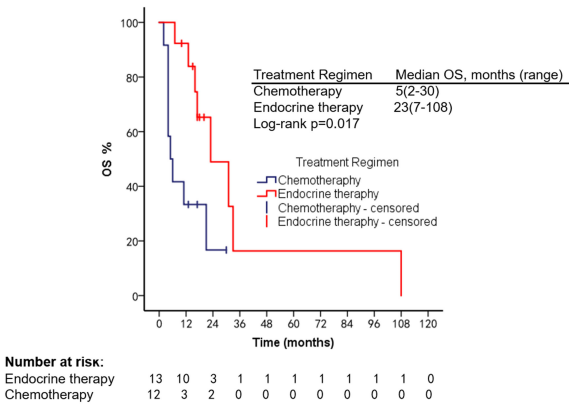 100
80
60
40
20
0
OS %
Treatment Regimen Median OS, months (range)
Chemotherapy 5(2-30)
Endocrine therapy 23(7-108)
Log-rank p=0.017
Treatment Regimen
Chemotheraphy
Endocrine theraphy
Chemotheraphy - censored
Endocrine theraphy - censored
0 12 24 36 48 60 72 84 96 108 120
Time (months)
Number at risk:
Endocrine therapy 13 10 3 1 1 1 1 1 1 1 0
Chemotherapy 12 3 2 0 0 0 0 0 0 0 0